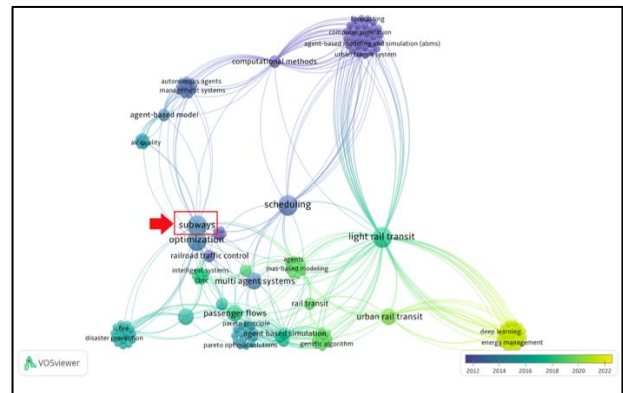 forecasting
computer simulation
agent-based modeling and simulation (abms)
computational methods
autonomous agents
management systems
agent-based model
air quality
scheduling
subways
optimization
light rail transit
railroad traffic control
agents
mas-based modeling
intelligent systems
multi agent systems
rail transit
passenger flows
urban rail transit
fire
disaster prevention
pareto principle
agent based simulation
pareto optimal solutions
genetic algorithm
deep learning
energy management
VOSviewer
2012 2014 2016 2018 2020 2022